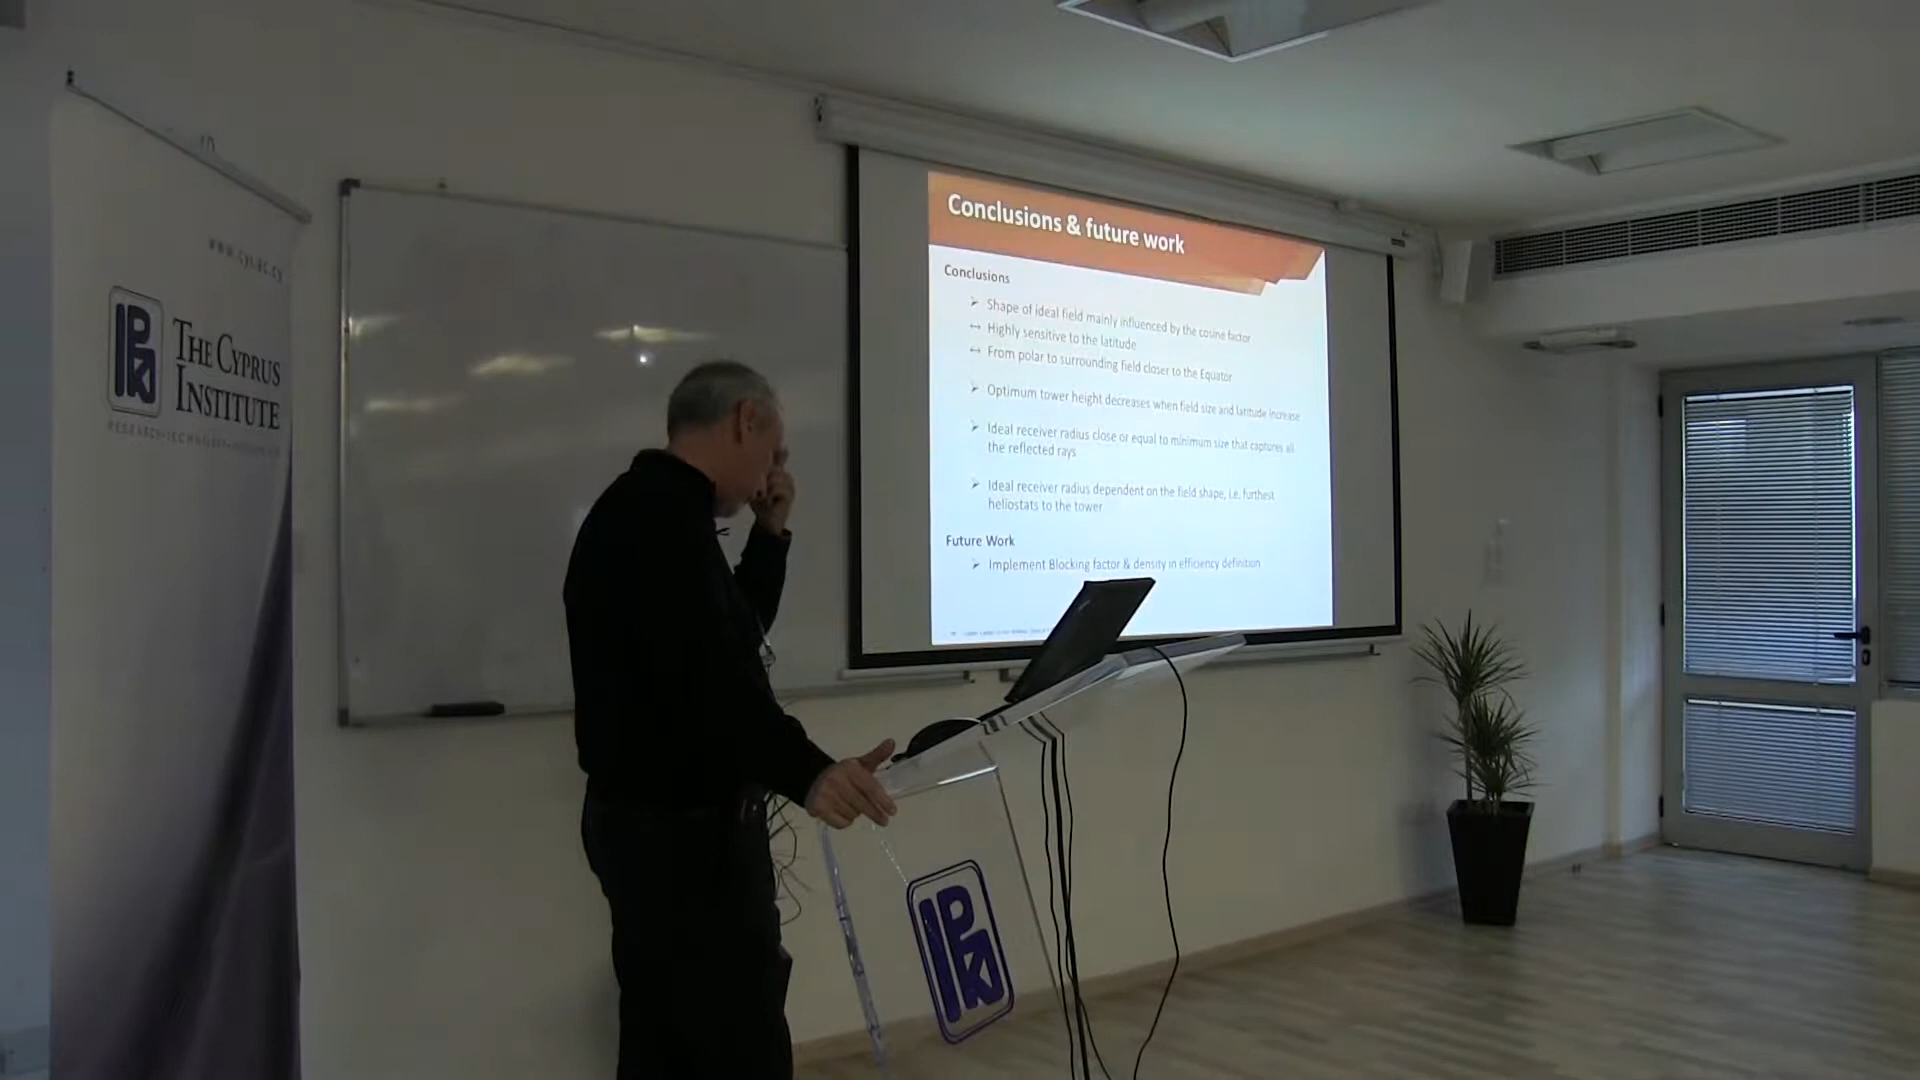 www.cyi.ac.cy
THE CYPRUS
INSTITUTE
Conclusions & future work
Conclusions
➢ Shape of ideal field mainly influenced by the cosine factor
↔ Highly sensitive to the latitude
↔ From polar to surrounding field closer to the Equator
➢ Optimum tower height decreases when field size and latitude increase
➢ Ideal receiver radius close or equal to minimum size that captures all
the reflected rays
➢ Ideal receiver radius dependent on the field shape, i.e. furthest
heliostats to the tower
Future Work
➢ Implement Blocking factor & density in efficiency definition